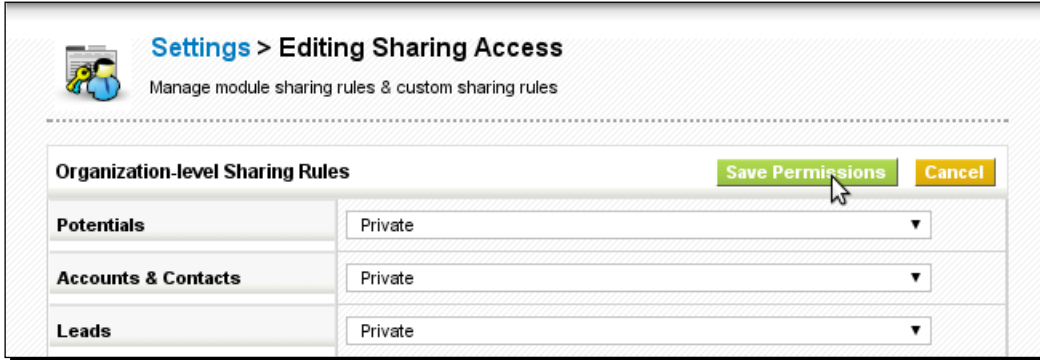 Settings > Editing Sharing Access
Manage module sharing rules & custom sharing rules
Organization-level Sharing Rules Save Permissions Cancel
Potentials Private
Accounts & Contacts Private
Leads Private